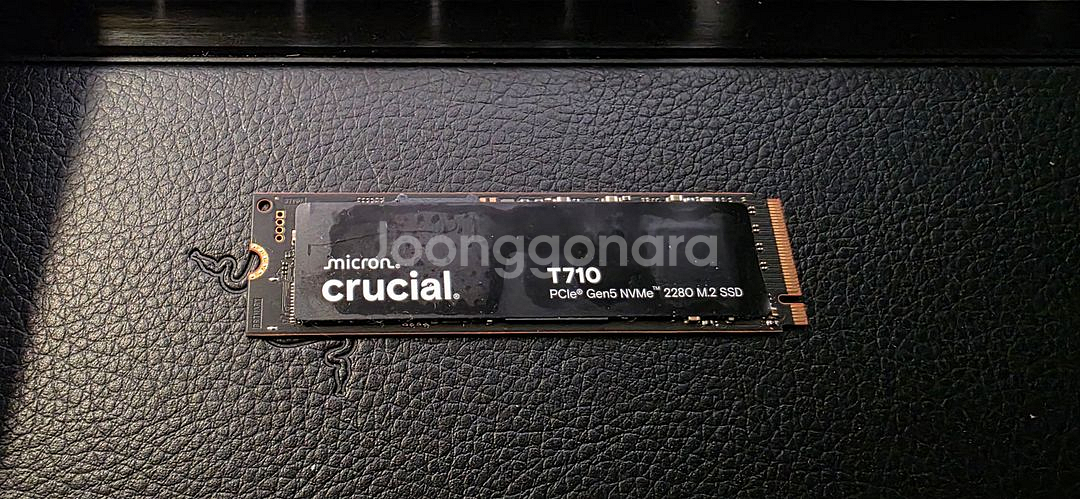 Joonggonara
micron®
crucial®
T710
PCIe® Gen5 NVMe™ 2280 M.2 SSD